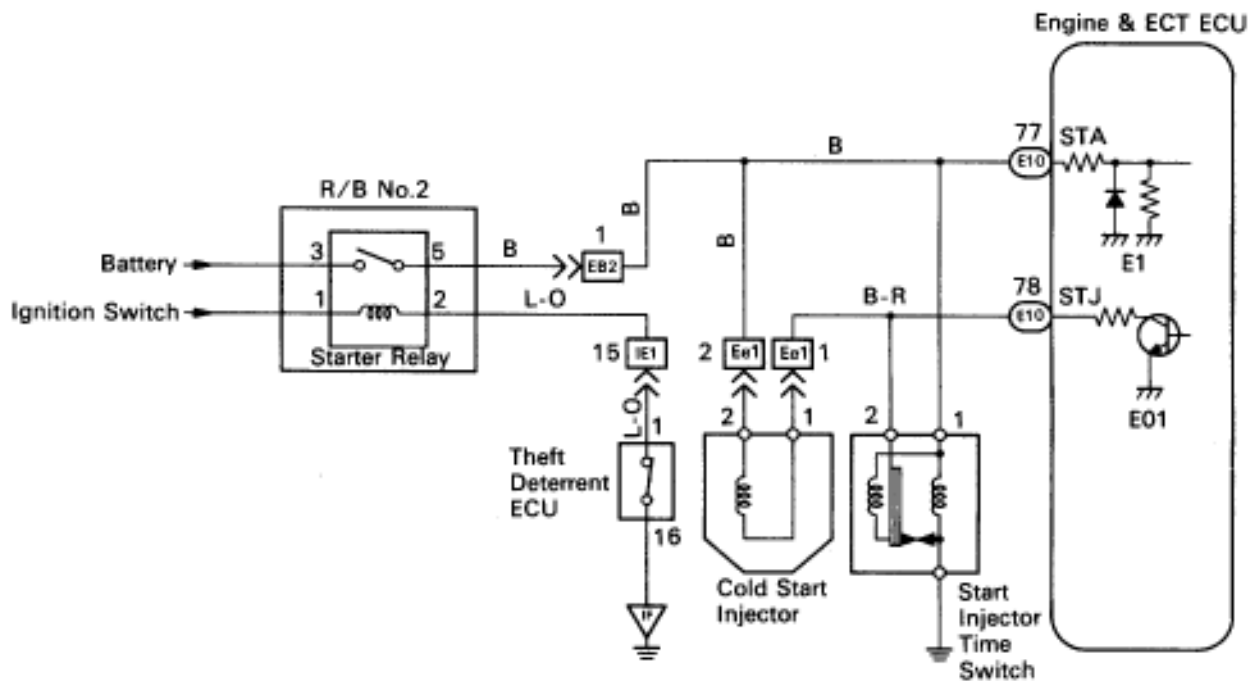 Engine & ECT ECU
77
STA
B
E10
R/B No.2
B
B
1
3
5
B
E1
Battery
EB2
78
STJ
L-O
B-R
1
2
Ignition Switch
E10
Starter Relay
15
IE1
2
Ee1
Ee1
1
L-O
1
2
1
2
1
E01
Theft
Deterrent
ECU
16
Cold Start
Injector
Start
Injector
Time
Switch
IF